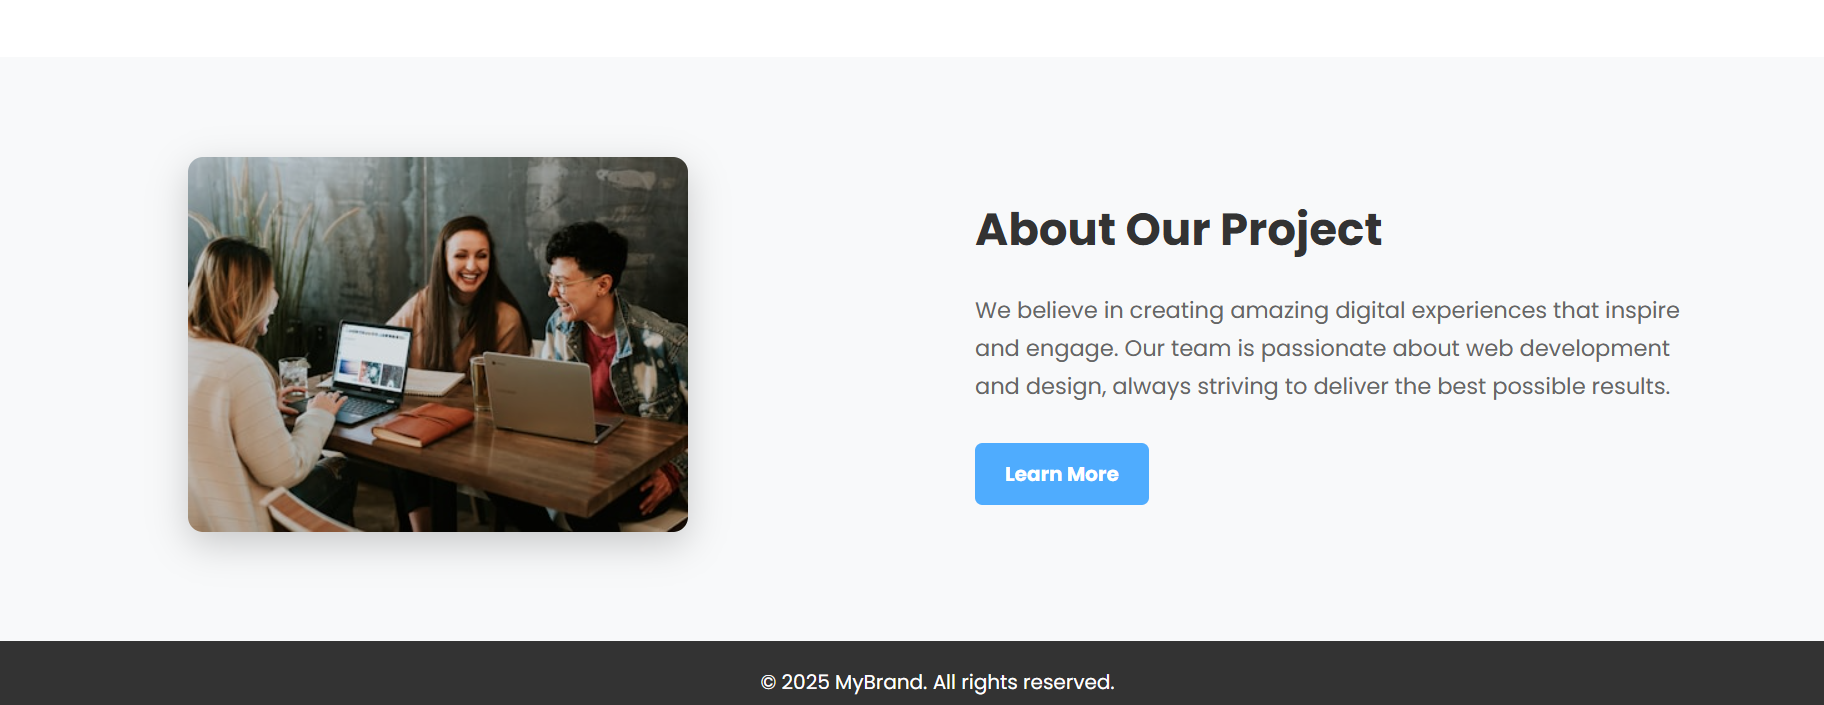 About Our Project
We believe in creating amazing digital experiences that inspire
and engage. Our team is passionate about web development
and design, always striving to deliver the best possible results.
Learn More
© 2025 MyBrand. All rights reserved.